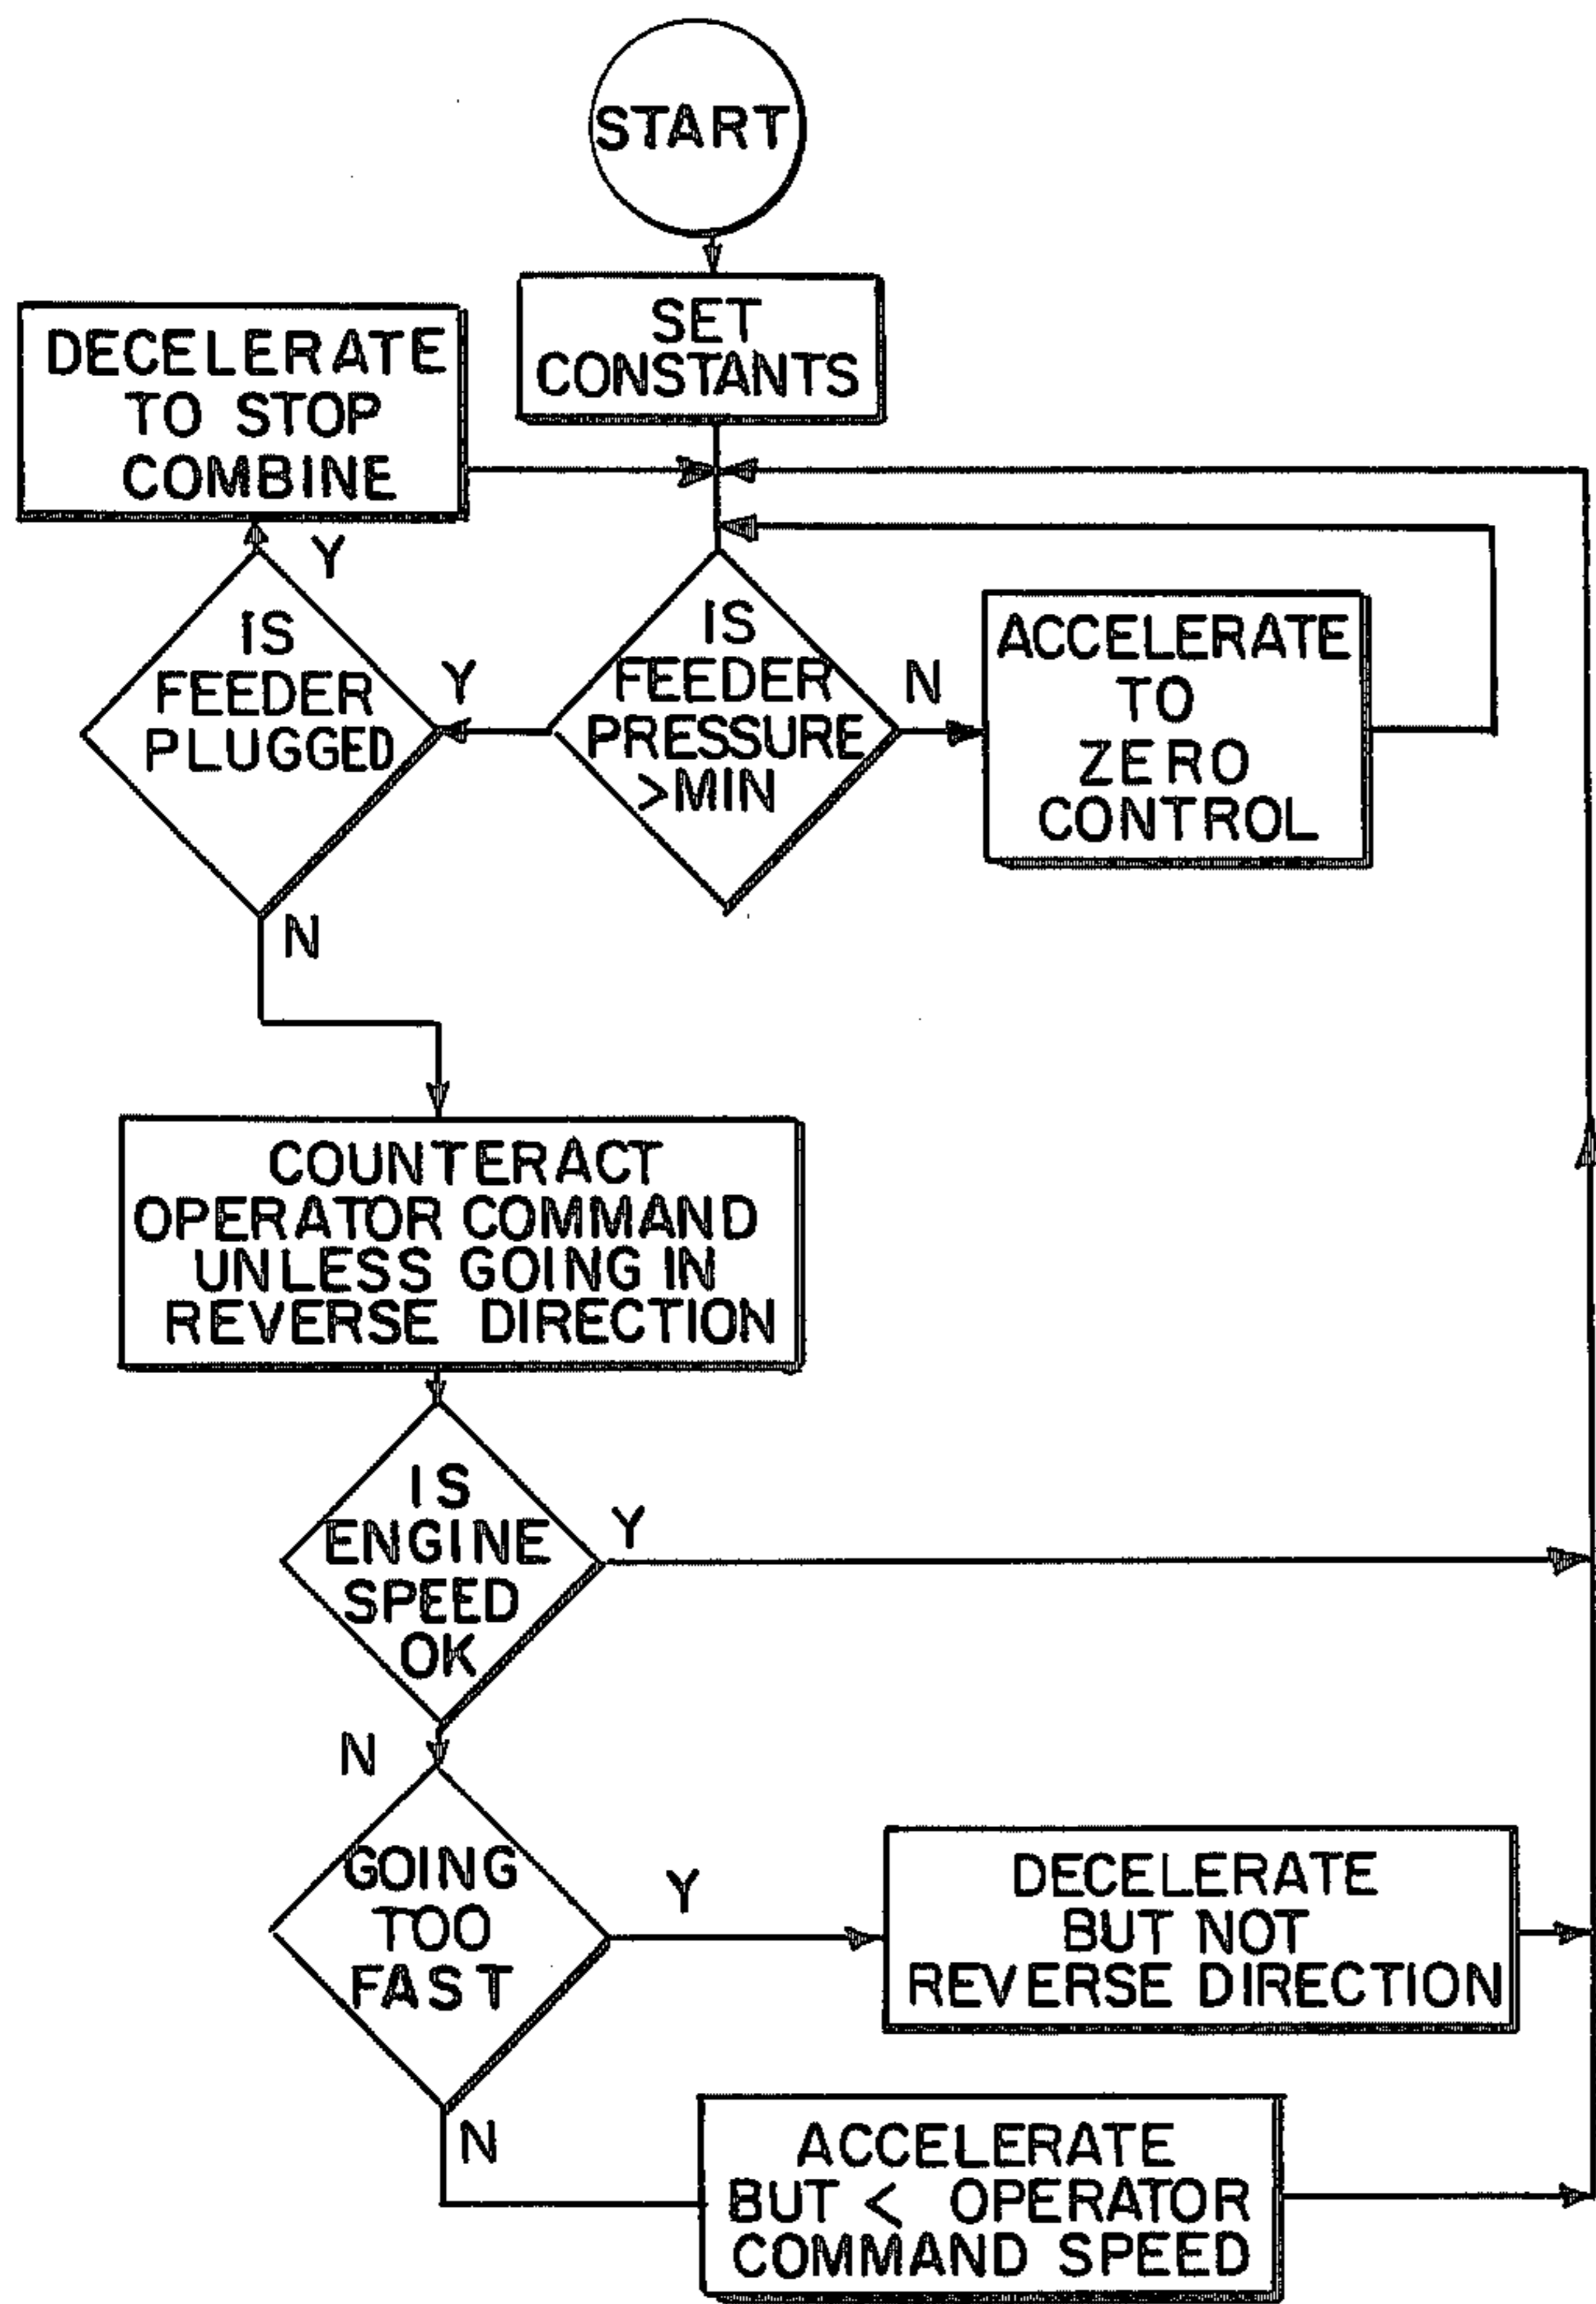 START
SET
CONSTANTS
DECELERATE
TO STOP
COMBINE
Y
IS
FEEDER
PLUGGED
Y
IS
FEEDER
PRESSURE
>MIN
N
ACCELERATE
TO
ZERO
CONTROL
N
COUNTERACT
OPERATOR COMMAND
UNLESS GOING IN
REVERSE DIRECTION
IS
ENGINE
SPEED
OK
Y
N
GOING
TOO
FAST
Y
DECELERATE
BUT NOT
REVERSE DIRECTION
N
ACCELERATE
BUT < OPERATOR
COMMAND SPEED